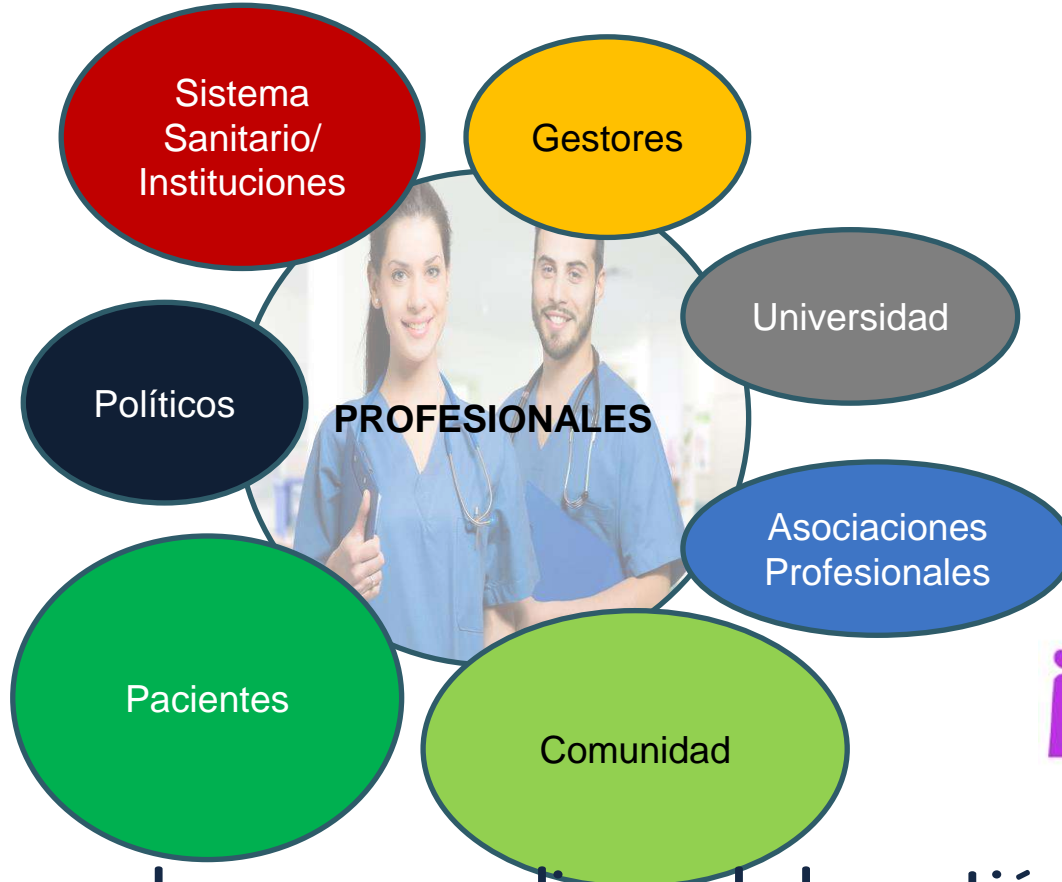 Sistema
Sanitario/
Instituciones
Gestores
Universidad
Políticos
PROFESIONALES
Asociaciones
Profesionales
Pacientes
Comunidad